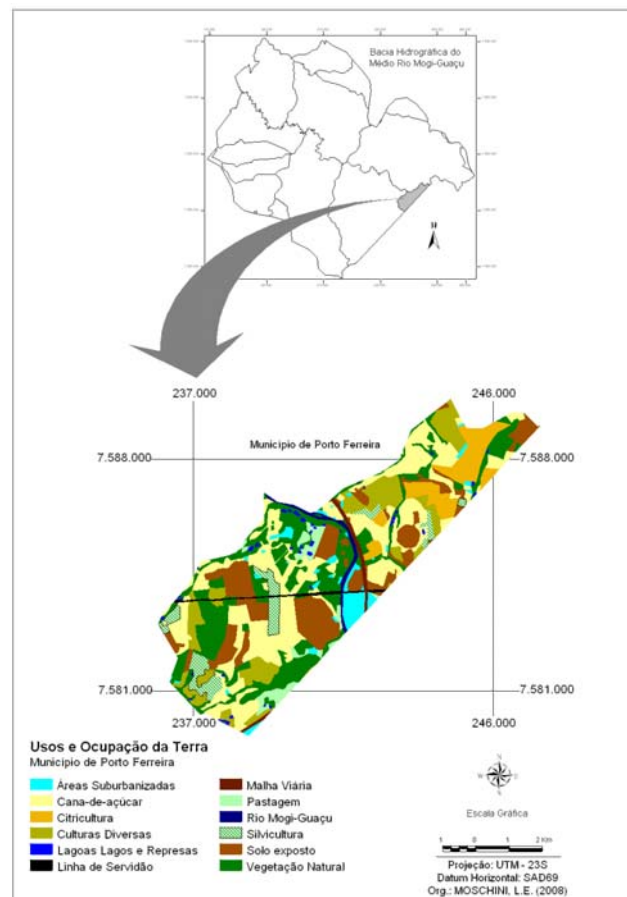 Bacia Hidrográfica do
Médio Rio Mogi-Guaçu
N
237.000
246.000
Municipio de Porto Ferreira
7.588.000
7.588.000
7.581.000
7.581.000
237.000
246.000
Usos e Ocupação da Terra
Municipio de Porto Ferreira
Áreas Suburbanizadas
Cana-de-açúcar
Citricultura
Culturas Diversas
Lagoas Lagos e Represas
Linha de Servidão
Malha Viária
Pastagem
Rio Mogi-Guaçu
Silvicultura
Solo exposto
Vegetação Natural
Escala Gráfica
1 0 1 2 Km
Projeção: UTM - 23S
Datum Horizontal: SAD69
Org.: MOSCHINI, L.E. (2008)